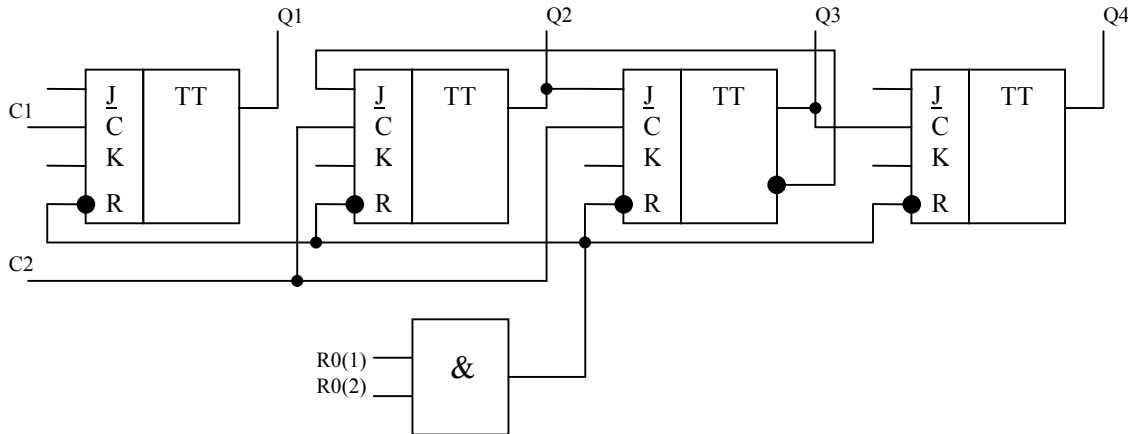 Q1 Q2 Q3 Q4
J TT J TT J TT J TT
C1 C C C C
K K K K
R R R R
C2
R0(1)
&
R0(2)